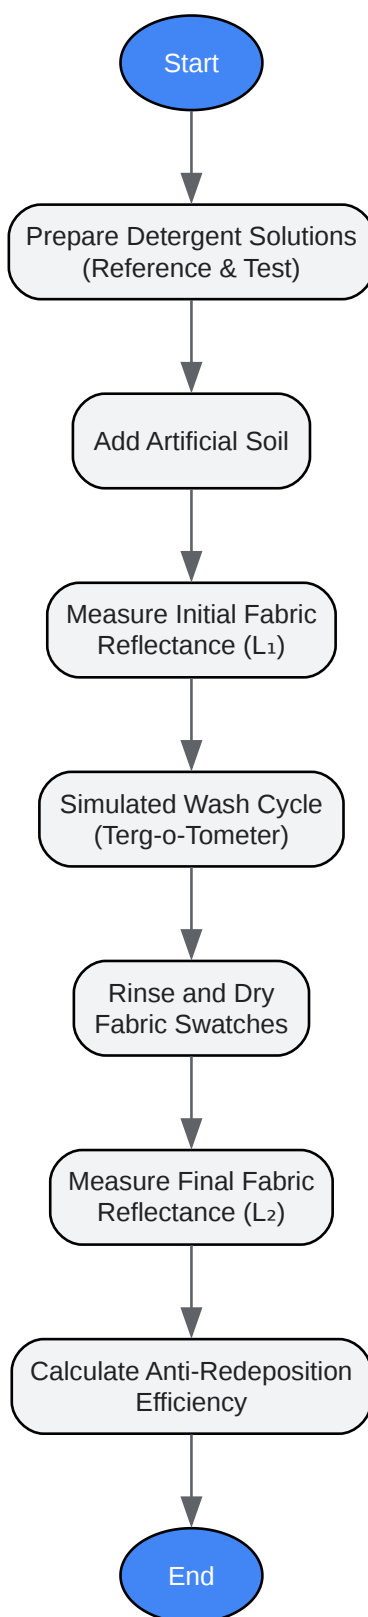 Start
Prepare Detergent Solutions
(Reference & Test)
Add Artificial Soil
Measure Initial Fabric
Reflectance (L₁)
Simulated Wash Cycle
(Terg-o-Tometer)
Rinse and Dry
Fabric Swatches
Measure Final Fabric
Reflectance (L₂)
Calculate Anti-Redeposition
Efficiency
End